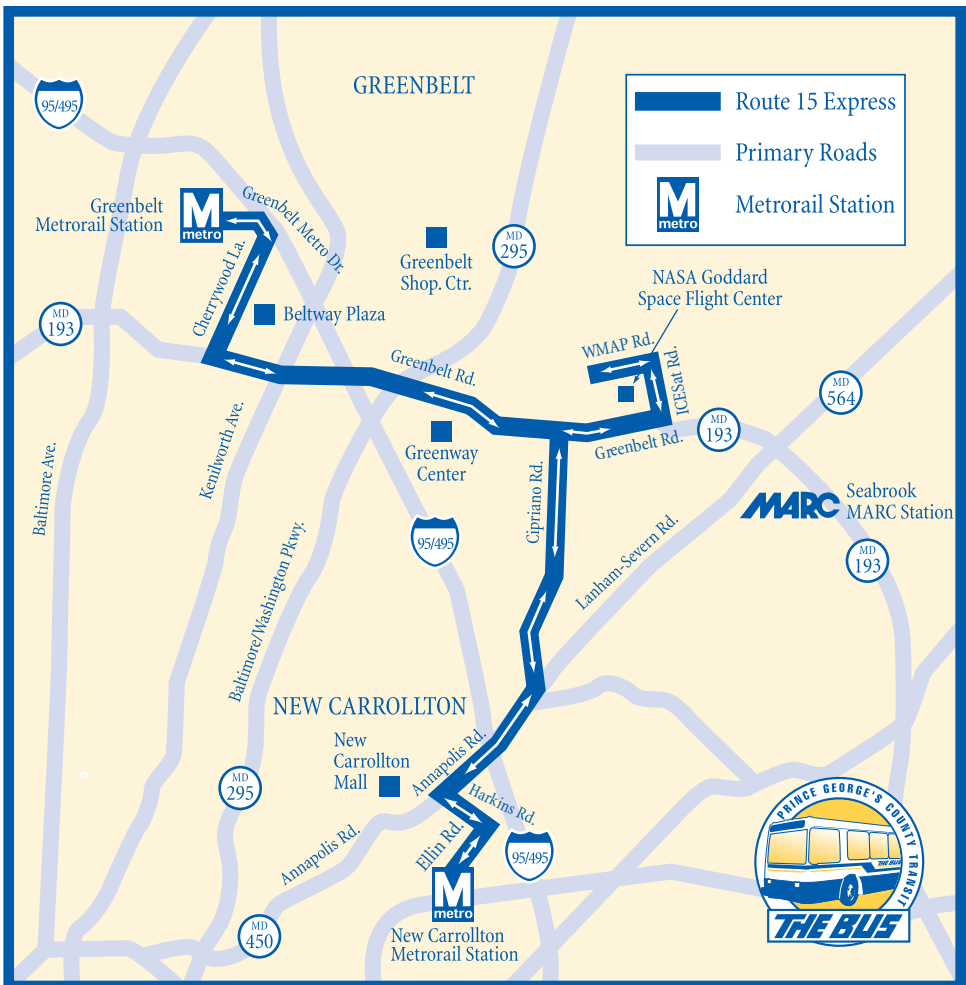 GREENBELT
95/495
Route 15 Express
Primary Roads
M
metro
Metrorail Station
Greenbelt
Metrorail Station
M
metro
Greenbelt Metro Dr.
Cherrywood La.
Greenbelt
Shop. Ctr.
MD
295
NASA Goddard
Space Flight Center
Beltway Plaza
MD
193
WMAP Rd.
ICESat Rd.
Greenbelt Rd.
MD
564
Kenilworth Ave.
Greenway
Center
Greenbelt Rd.
MD
193
Baltimore Ave.
Cipriano Rd.
MARC
Seabrook
MARC Station
95/495
Lanham-Severn Rd.
MD
193
Baltimore/Washington Pkwy.
NEW CARROLLTON
New
Carrollton
Mall
Annapolis Rd.
MD
295
Harkins Rd.
Annapolis Rd.
Ellin Rd.
95/495
M
metro
MD
450
New Carrollton
Metrorail Station
PRINCE GEORGE'S COUNTY TRANSIT
THE BUS
THE BUS